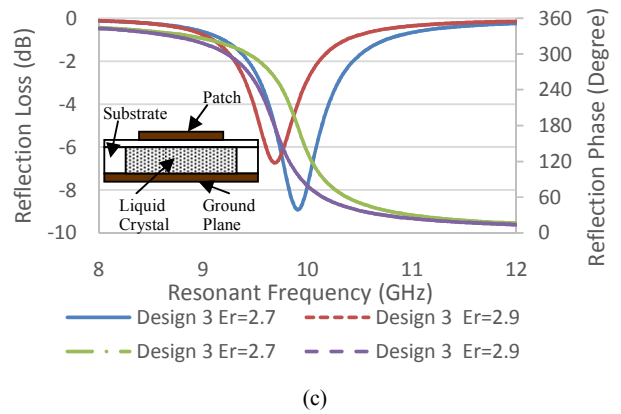 0
-2
-4
-6
-8
-10
Reflection Loss (dB)
360
300
240
180
120
60
0
Reflection Phase (Degree)
Patch
Substrate
Liquid
Crystal
Ground
Plane
8 9 10 11 12
Resonant Frequency (GHz)
Design 3 Er=2.7 Design 3 Er=2.9
Design 3 Er=2.7 Design 3 Er=2.9
(c)